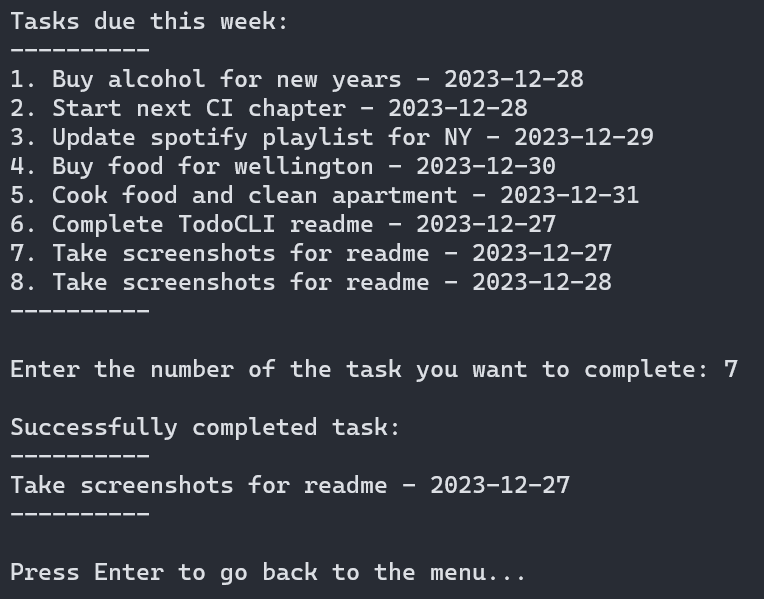 Tasks due this week:
----------
1. Buy alcohol for new years - 2023-12-28
2. Start next CI chapter - 2023-12-28
3. Update spotify playlist for NY - 2023-12-29
4. Buy food for wellington - 2023-12-30
5. Cook food and clean apartment - 2023-12-31
6. Complete TodoCLI readme - 2023-12-27
7. Take screenshots for readme - 2023-12-27
8. Take screenshots for readme - 2023-12-28
----------
Enter the number of the task you want to complete: 7
Successfully completed task:
----------
Take screenshots for readme - 2023-12-27
----------
Press Enter to go back to the menu...